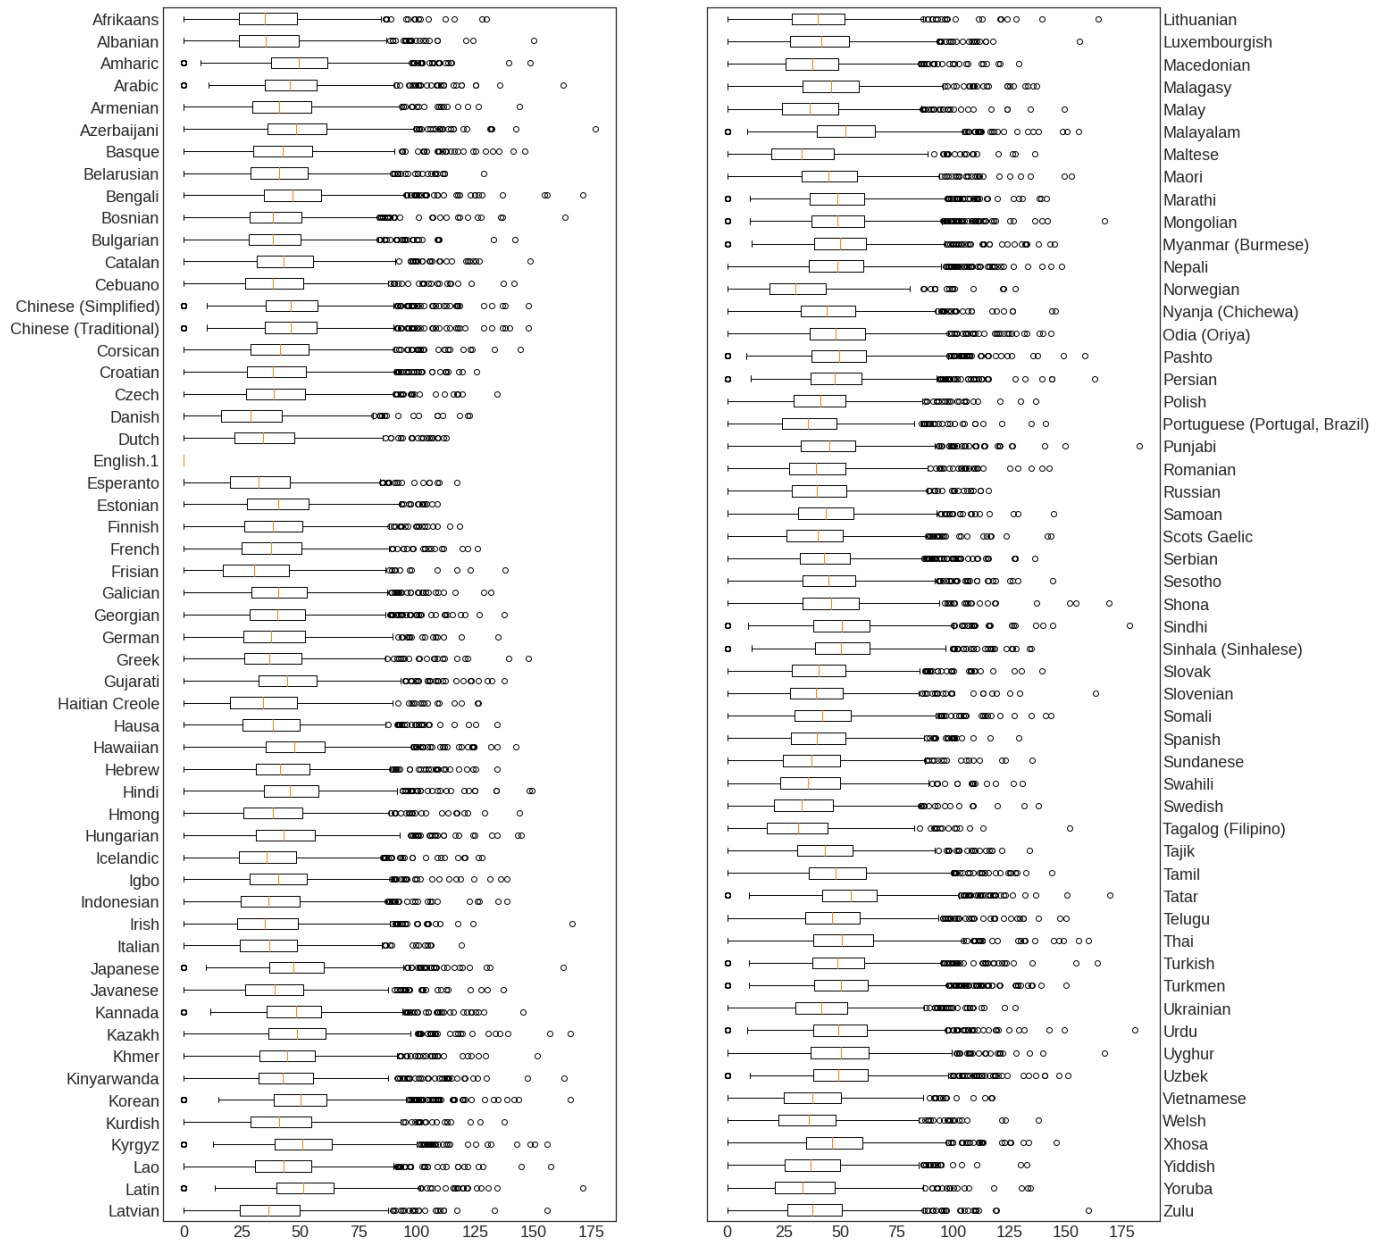 Afrikaans
Albanian
Amharic
Arabic
Armenian
Azerbaijani
Basque
Belarusian
Bengali
Bosnian
Bulgarian
Catalan
Cebuano
Chinese (Simplified)
Chinese (Traditional)
Corsican
Croatian
Czech
Danish
Dutch
English.1
Esperanto
Estonian
Finnish
French
Frisian
Galician
Georgian
German
Greek
Gujarati
Haitian Creole
Hausa
Hawaiian
Hebrew
Hindi
Hmong
Hungarian
Icelandic
Igbo
Indonesian
Irish
Italian
Japanese
Javanese
Kannada
Kazakh
Khmer
Kinyarwanda
Korean
Kurdish
Kyrgyz
Lao
Latin
Latvian
0 25 50 75 100 125 150 175
Lithuanian
Luxembourgish
Macedonian
Malagasy
Malay
Malayalam
Maltese
Maori
Marathi
Mongolian
Myanmar (Burmese)
Nepali
Norwegian
Nyanja (Chichewa)
Odia (Oriya)
Pashto
Persian
Polish
Portuguese (Portugal, Brazil)
Punjabi
Romanian
Russian
Samoan
Scots Gaelic
Serbian
Sesotho
Shona
Sindhi
Sinhala (Sinhalese)
Slovak
Slovenian
Somali
Spanish
Sundanese
Swahili
Swedish
Tagalog (Filipino)
Tajik
Tamil
Tatar
Telugu
Thai
Turkish
Turkmen
Ukrainian
Urdu
Uyghur
Uzbek
Vietnamese
Welsh
Xhosa
Yiddish
Yoruba
Zulu
0 25 50 75 100 125 150 175